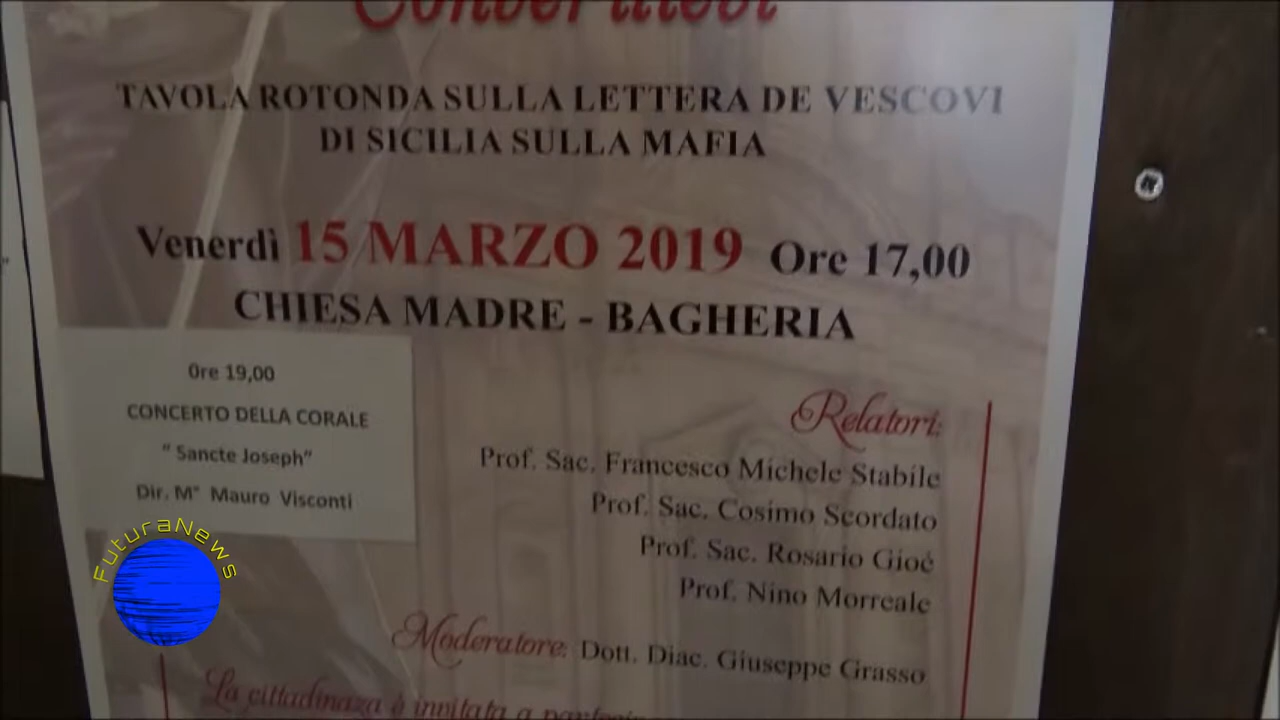 Convertitevi
TAVOLA ROTONDA SULLA LETTERA DE VESCOVI
DI SICILIA SULLA MAFIA
Venerdì 15 MARZO 2019 Ore 17,00
CHIESA MADRE - BAGHERIA
Ore 19,00
CONCERTO DELLA CORALE
“ Sancte Joseph”
Dir. M° Mauro Visconti
Relatori:
Prof. Sac. Francesco Michele Stabile
Prof. Sac. Cosimo Scordato
Prof. Sac. Rosario Gioè
Prof. Nino Morreale
Moderatore: Dott. Diac. Giuseppe Grasso
La cittadinaza è invitata a
FuturaNews